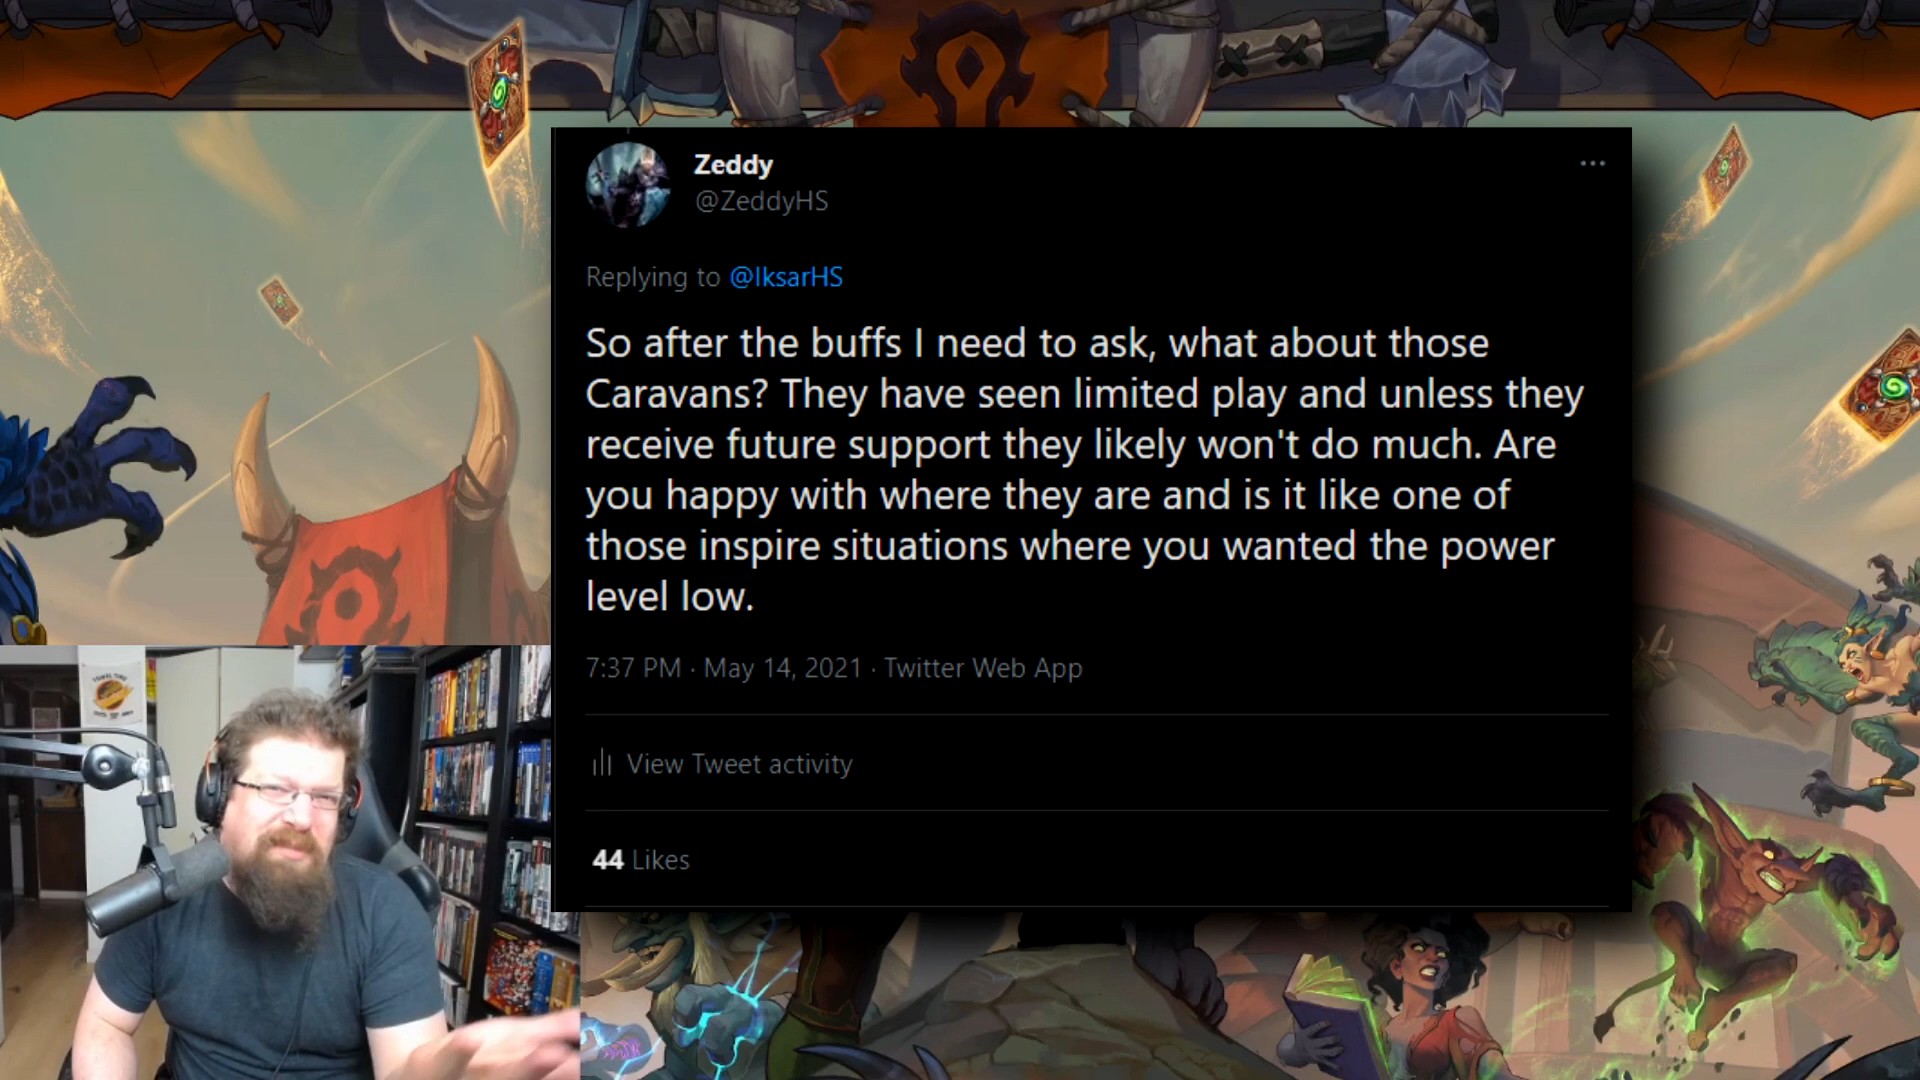 Zeddy
@ZeddyHS
Replying to @IksarHS
So after the buffs I need to ask, what about those
Caravans? They have seen limited play and unless they
receive future support they likely won't do much. Are
you happy with where they are and is it like one of
those inspire situations where you wanted the power
level low.
7:37 PM · May 14, 2021 · Twitter Web App
View Tweet activity
44 Likes